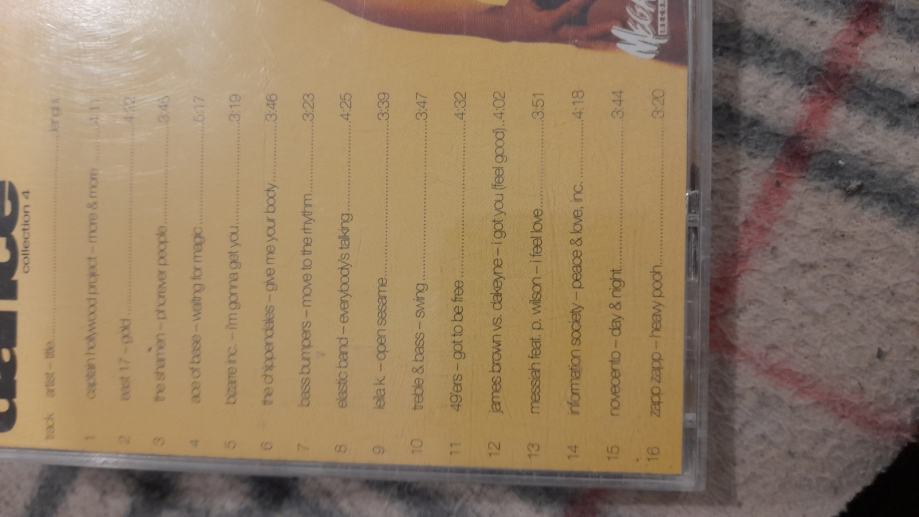 dance
collection 4
track artist – title length
1 captain hollywood project – more & more 4:11
2 east 17 – gold 4:32
3 the shamen – phorever people 3:45
4 ace of base – waiting for magic 5:17
5 bizarre inc. – i'm gonna get you 3:19
6 the chippendales – give me your body 3:46
7 bass bumpers – move to the rhythm 3:23
8 elastic band – everybody's talking 4:25
9 leila k. – open sesame 3:39
10 treble & bass – swing 3:47
11 49'ers – got to be free 4:32
12 james brown vs. dakeyne – i got you (feel good) 4:02
13 messiah feat. p. wilson – i feel love 3:51
14 information society – peace & love, inc. 4:18
15 novecento – day & night 3:44
16 zapp zapp – heavy pooh 3:20